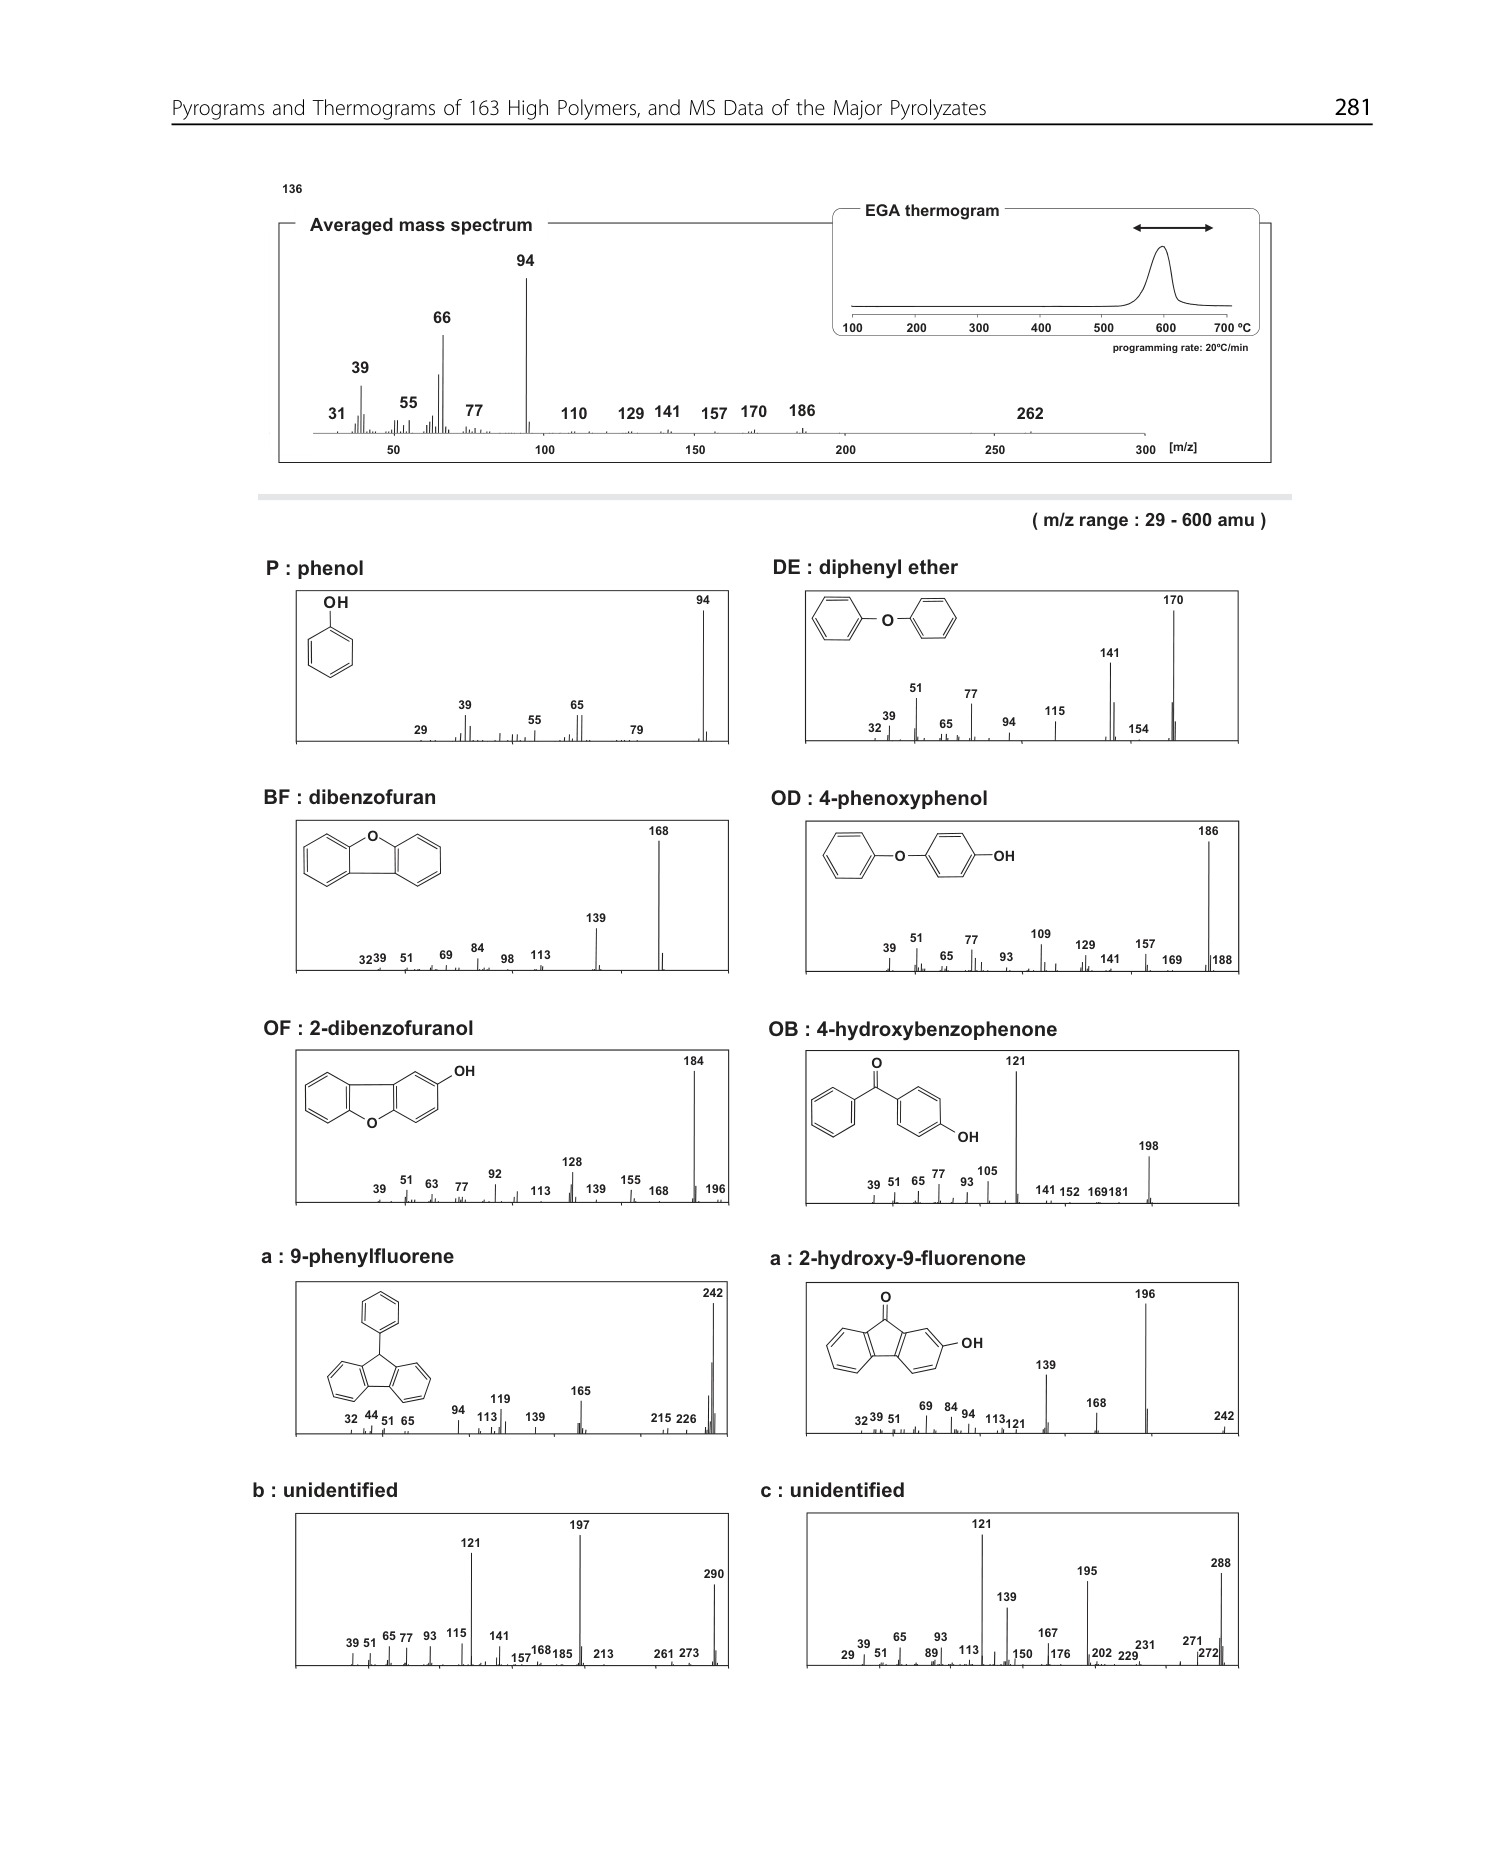 Pyrograms and Thermograms of 163 High Polymers, and MS Data of the Major Pyrolyzates 281
136
Averaged mass spectrum
EGA thermogram
94
66
39
31 55 77 110 129 141 157 170 186 262
50 100 150 200 250 300 [m/z]
100 200 300 400 500 600 700 ºC
programming rate: 20ºC/min
( m/z range : 29 - 600 amu )
P : phenol
OH
29 39 55 65 79 94
DE : diphenyl ether
O
32 39 51 65 77 94 115 141 154 170
BF : dibenzofuran
O
32 39 51 69 84 98 113 139 168
OD : 4-phenoxyphenol
O OH
39 51 65 77 93 109 129 141 157 169 186 188
OF : 2-dibenzofuranol
OH
O
39 51 63 77 92 113 128 139 155 168 184 196
OB : 4-hydroxybenzophenone
O
OH
39 51 65 77 93 105 121 141 152 169 181 198
a : 9-phenylfluorene
32 44 51 65 94 113 119 139 165 215 226 242
a : 2-hydroxy-9-fluorenone
O
OH
32 39 51 69 84 94 113 121 139 168 196 242
b : unidentified
39 51 65 77 93 115 121 141 157 168 185 197 213 261 273 290
c : unidentified
29 39 51 65 89 93 113 121 139 150 167 176 195 202 229 231 271 272 288